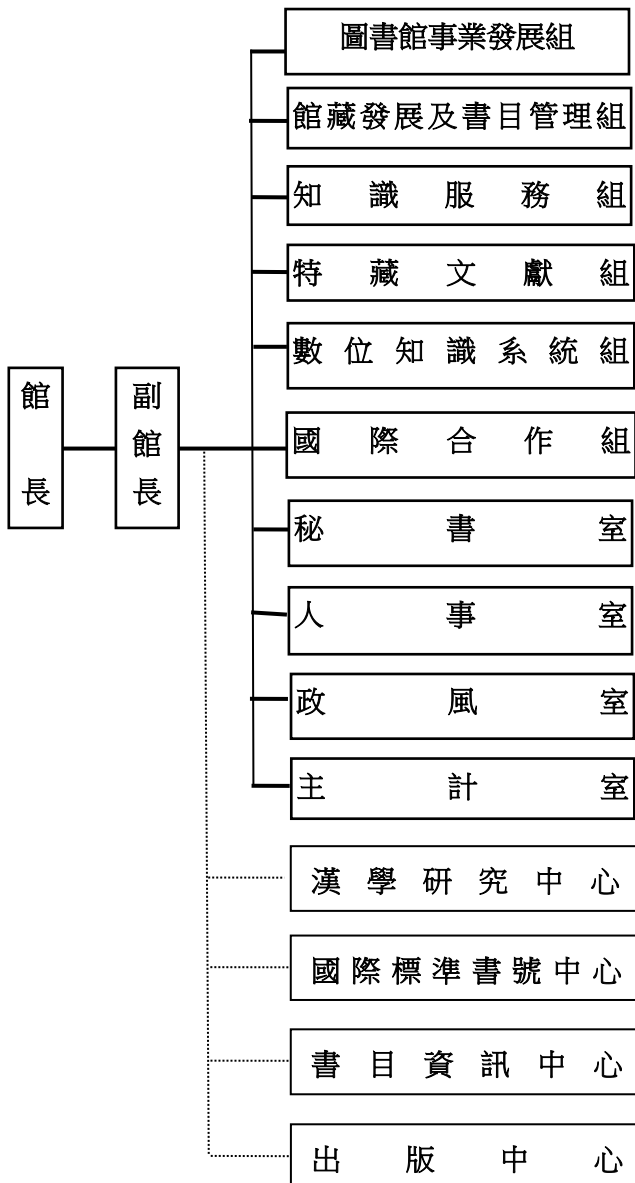 館長
副館長
圖書館事業發展組
館藏發展及書目管理組
知識服務組
特藏文獻組
數位知識系統組
國際合作組
秘書室
人事室
政風室
主計室
漢學研究中心
國際標準書號中心
書目資訊中心
出版中心